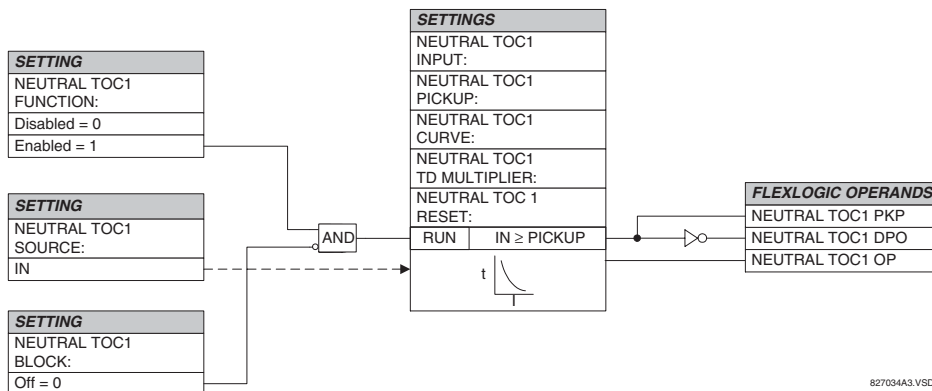 SETTING
NEUTRAL TOC1
FUNCTION:
Disabled = 0
Enabled = 1
SETTING
NEUTRAL TOC1
SOURCE:
IN
SETTING
NEUTRAL TOC1
BLOCK:
Off = 0
AND
SETTINGS
NEUTRAL TOC1
INPUT:
NEUTRAL TOC1
PICKUP:
NEUTRAL TOC1
CURVE:
NEUTRAL TOC1
TD MULTIPLIER:
NEUTRAL TOC 1
RESET:
RUN IN ≥ PICKUP
t
I
FLEXLOGIC OPERANDS
NEUTRAL TOC1 PKP
NEUTRAL TOC1 DPO
NEUTRAL TOC1 OP
827034A3.VSD